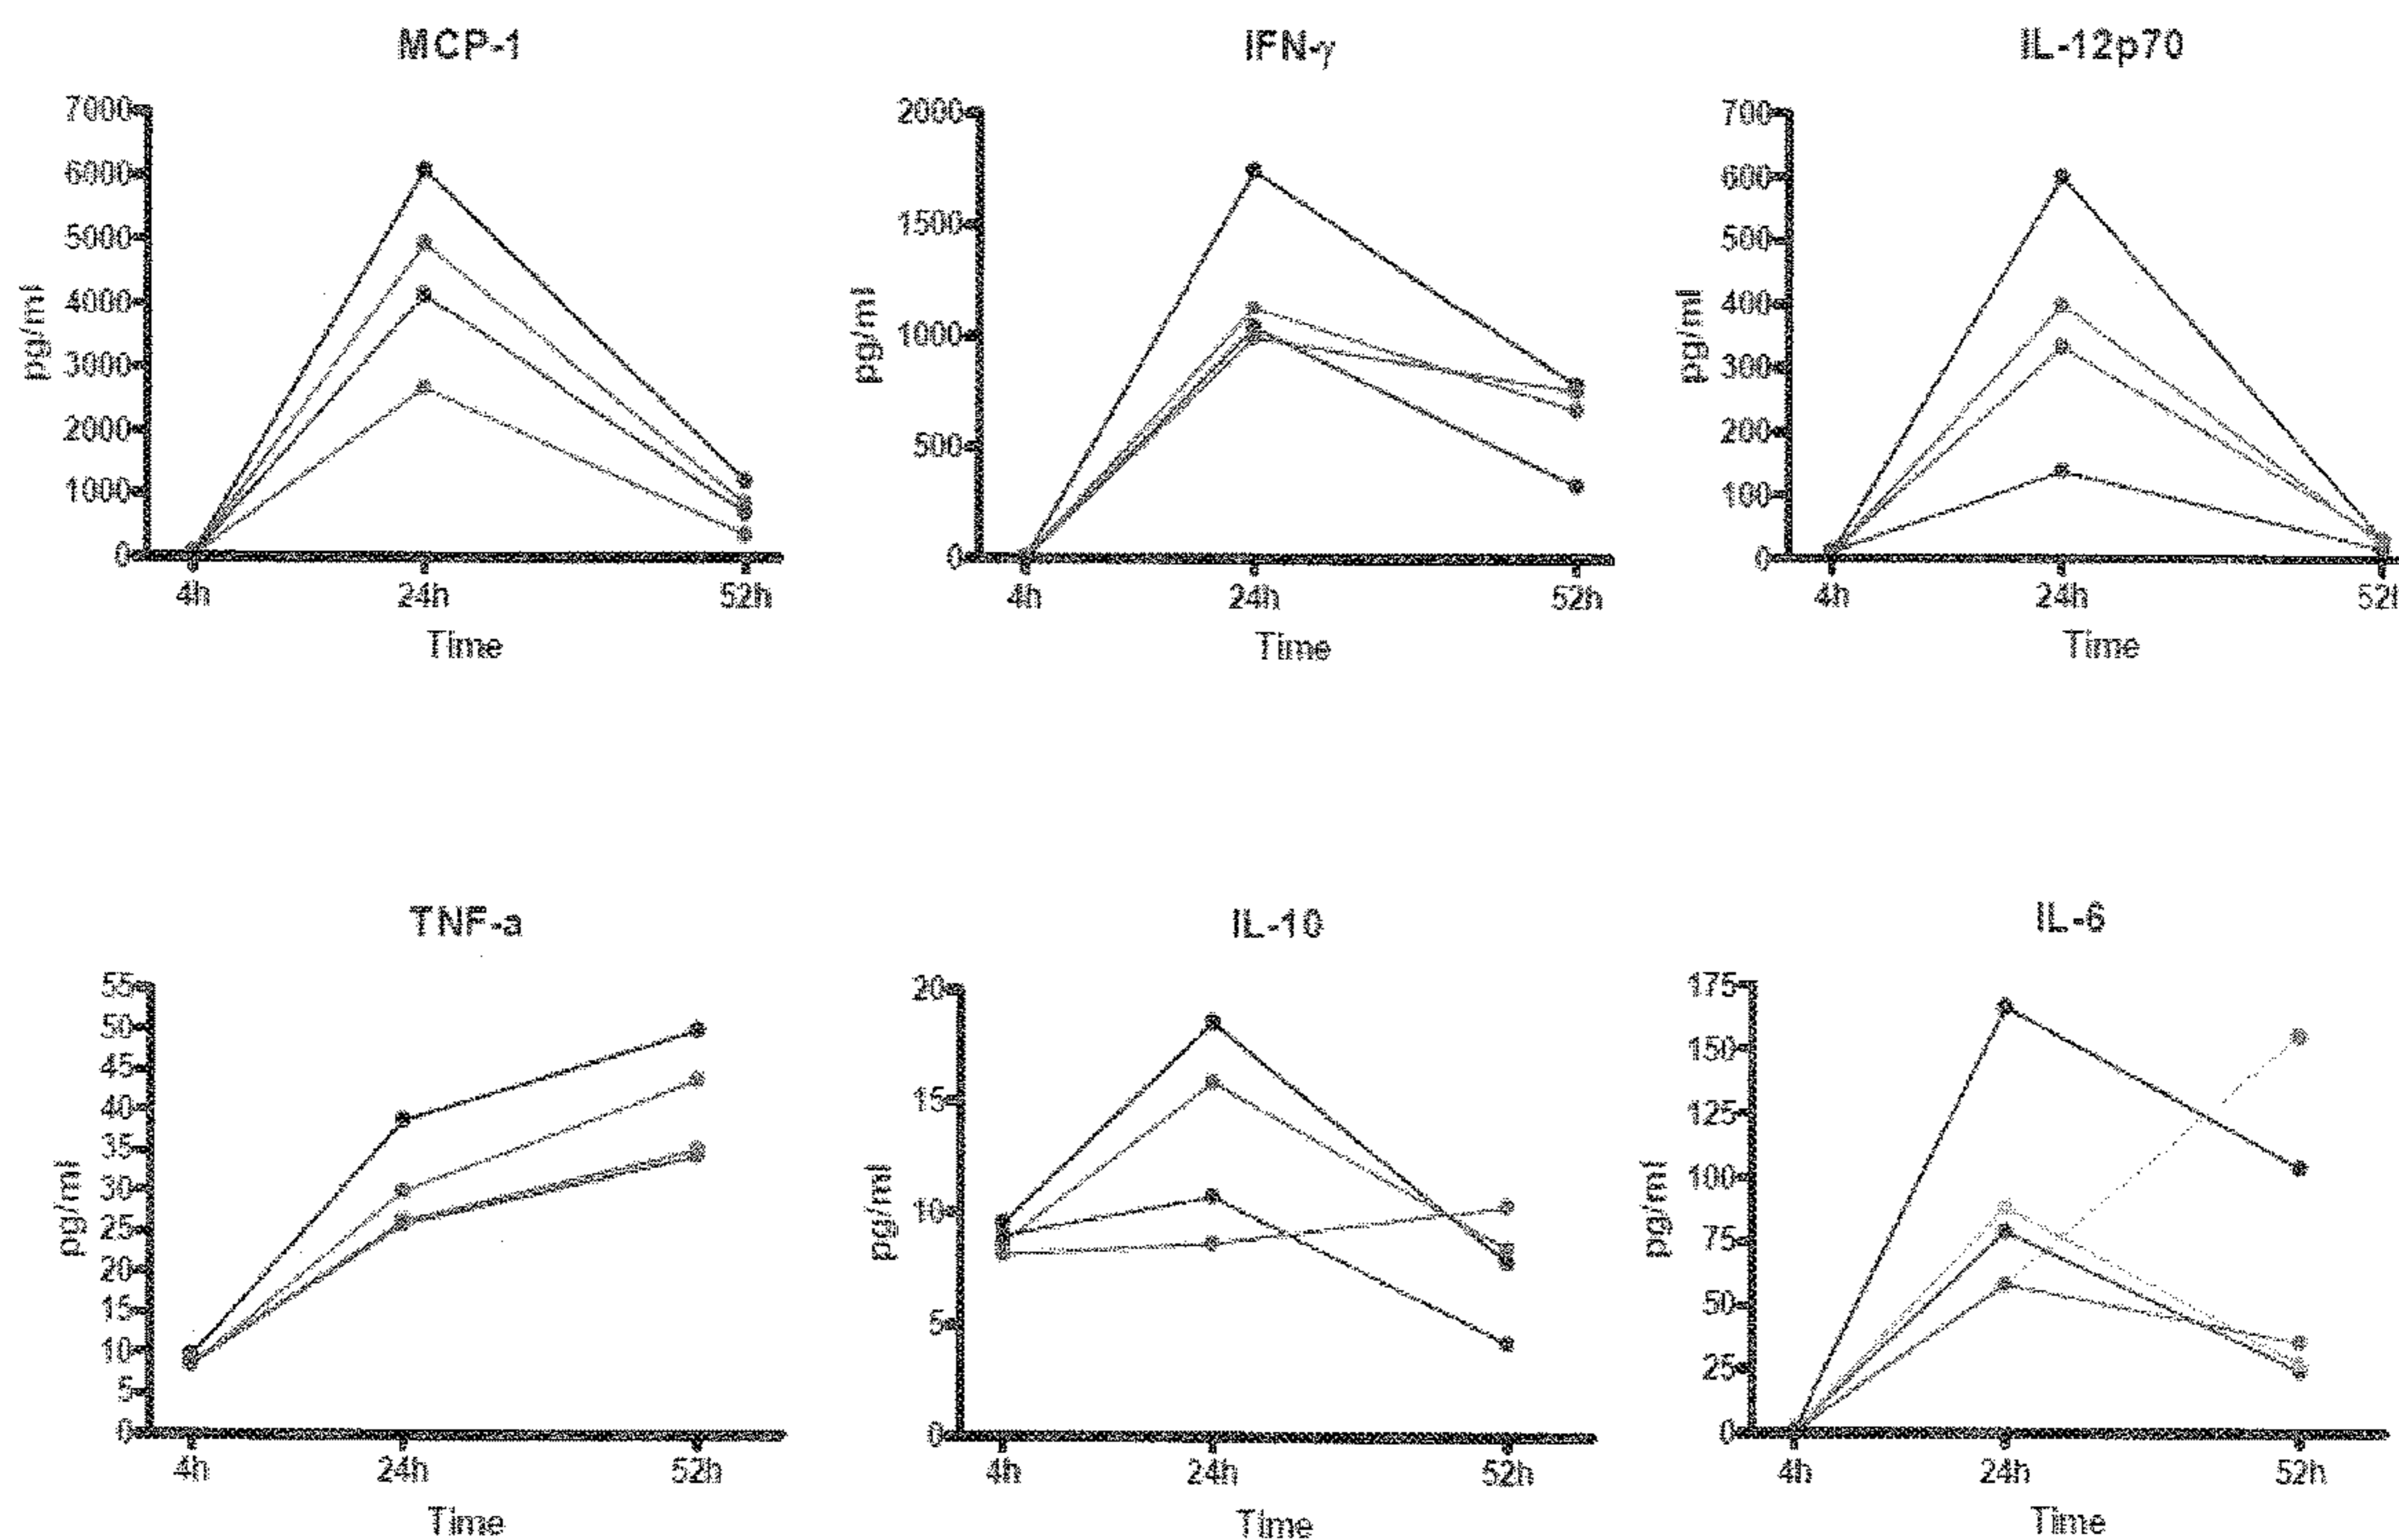 MCP-1
7000
6000
5000
4000
3000
2000
1000
0
pg/ml
4h 24h 52h
Time
IFN-γ
2000
1500
1000
500
0
pg/ml
4h 24h 52h
Time
IL-12p70
700
600
500
400
300
200
100
0
pg/ml
4h 24h 52h
Time
TNF-a
55
50
45
40
35
30
25
20
15
10
5
0
pg/ml
4h 24h 52h
Time
IL-10
20
15
10
5
0
pg/ml
4h 24h 52h
Time
IL-6
175
150
125
100
75
50
25
0
pg/ml
4h 24h 52h
Time